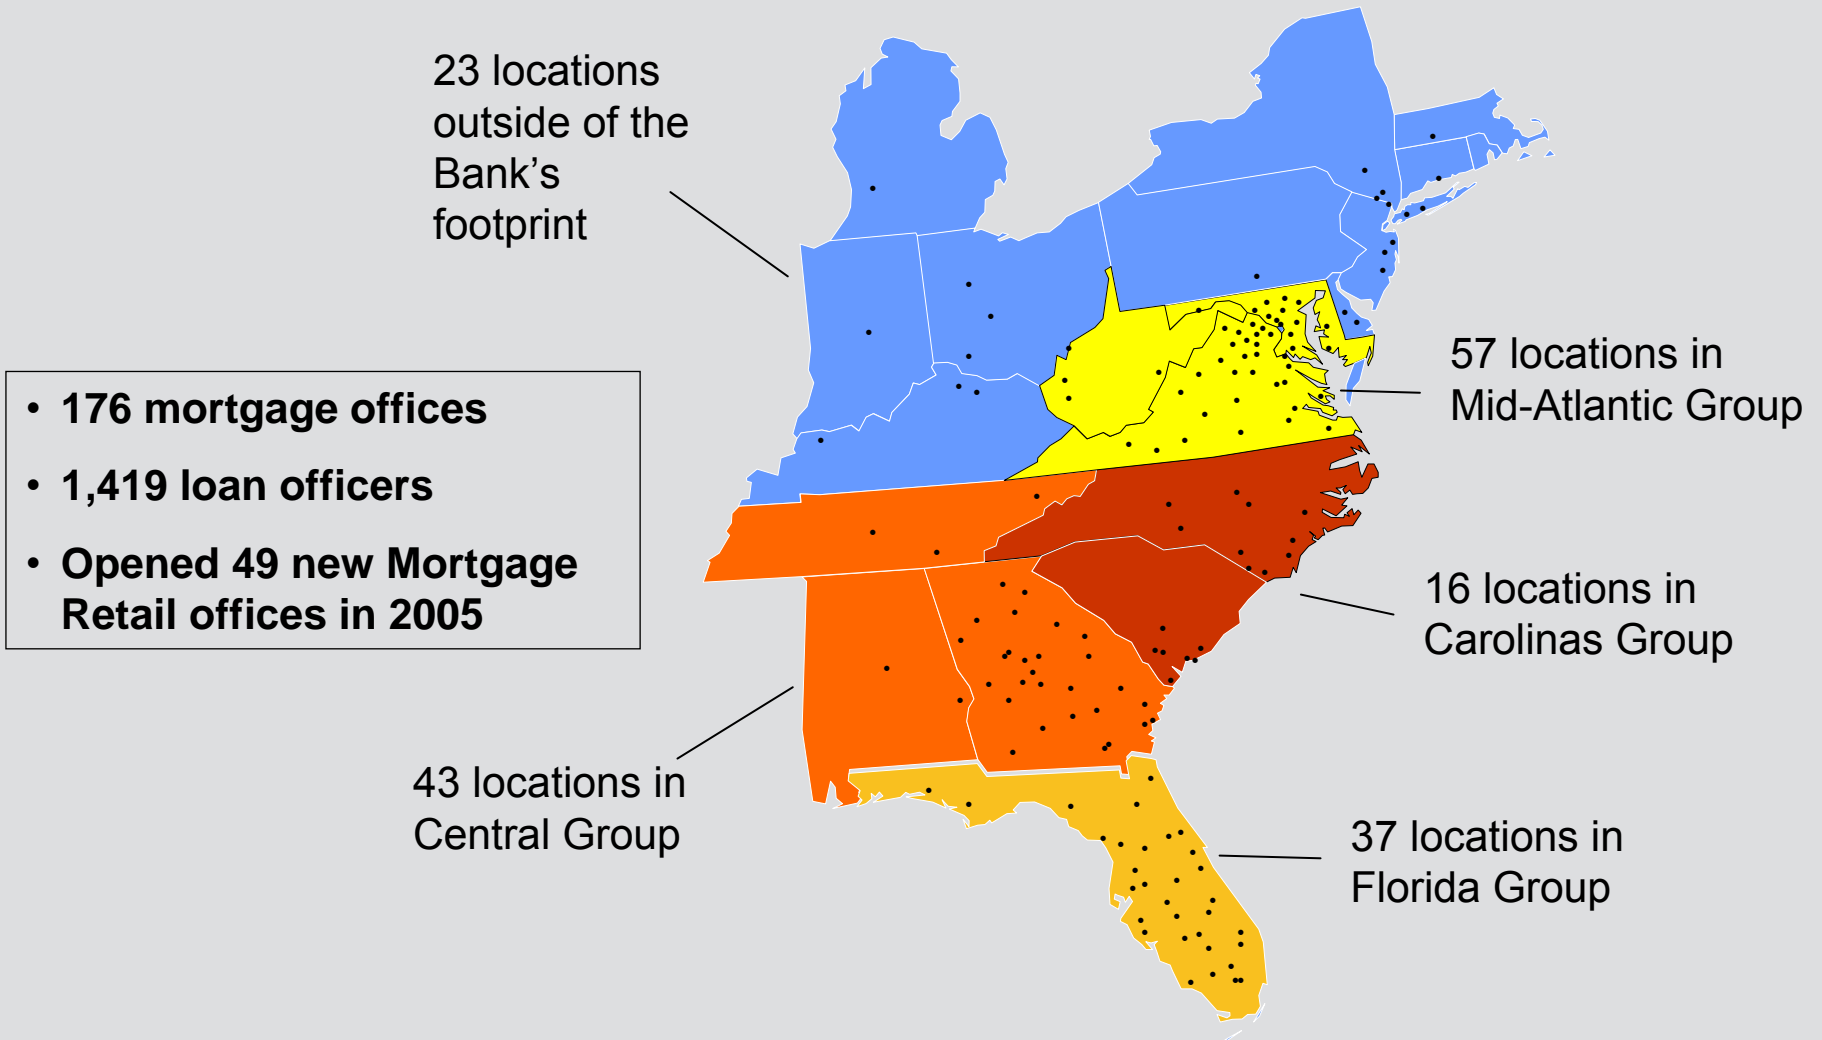 23 locations
outside of the
Bank’s
footprint
• 176 mortgage offices
• 1,419 loan officers
• Opened 49 new Mortgage
Retail offices in 2005
57 locations in
Mid-Atlantic Group
16 locations in
Carolinas Group
43 locations in
Central Group
37 locations in
Florida Group